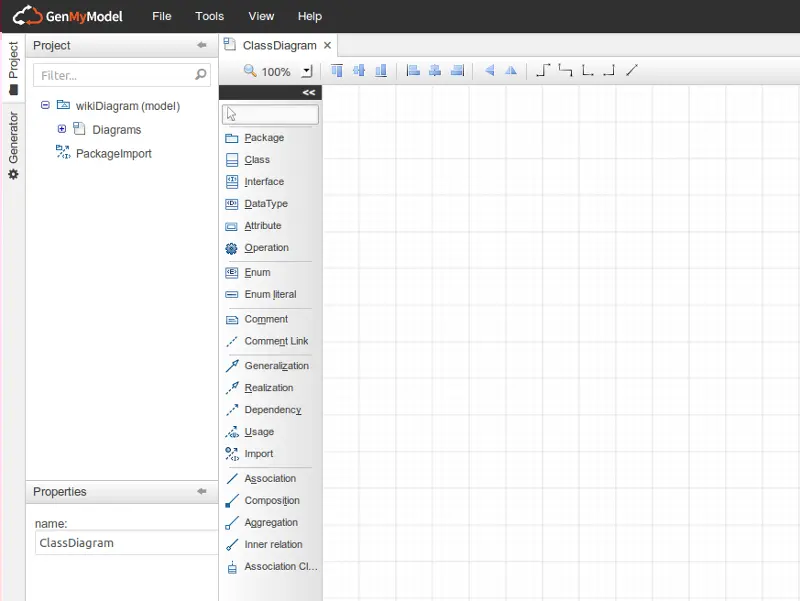 GenMyModel File Tools View Help
Project
Generator
Project
Filter...
wikiDiagram (model)
Diagrams
PackageImport
Properties
name:
ClassDiagram
ClassDiagram
100%
<<
Package
Class
Interface
DataType
Attribute
Operation
Enum
Enum literal
Comment
Comment Link
Generalization
Realization
Dependency
Usage
Import
Association
Composition
Aggregation
Inner relation
Association Cl...